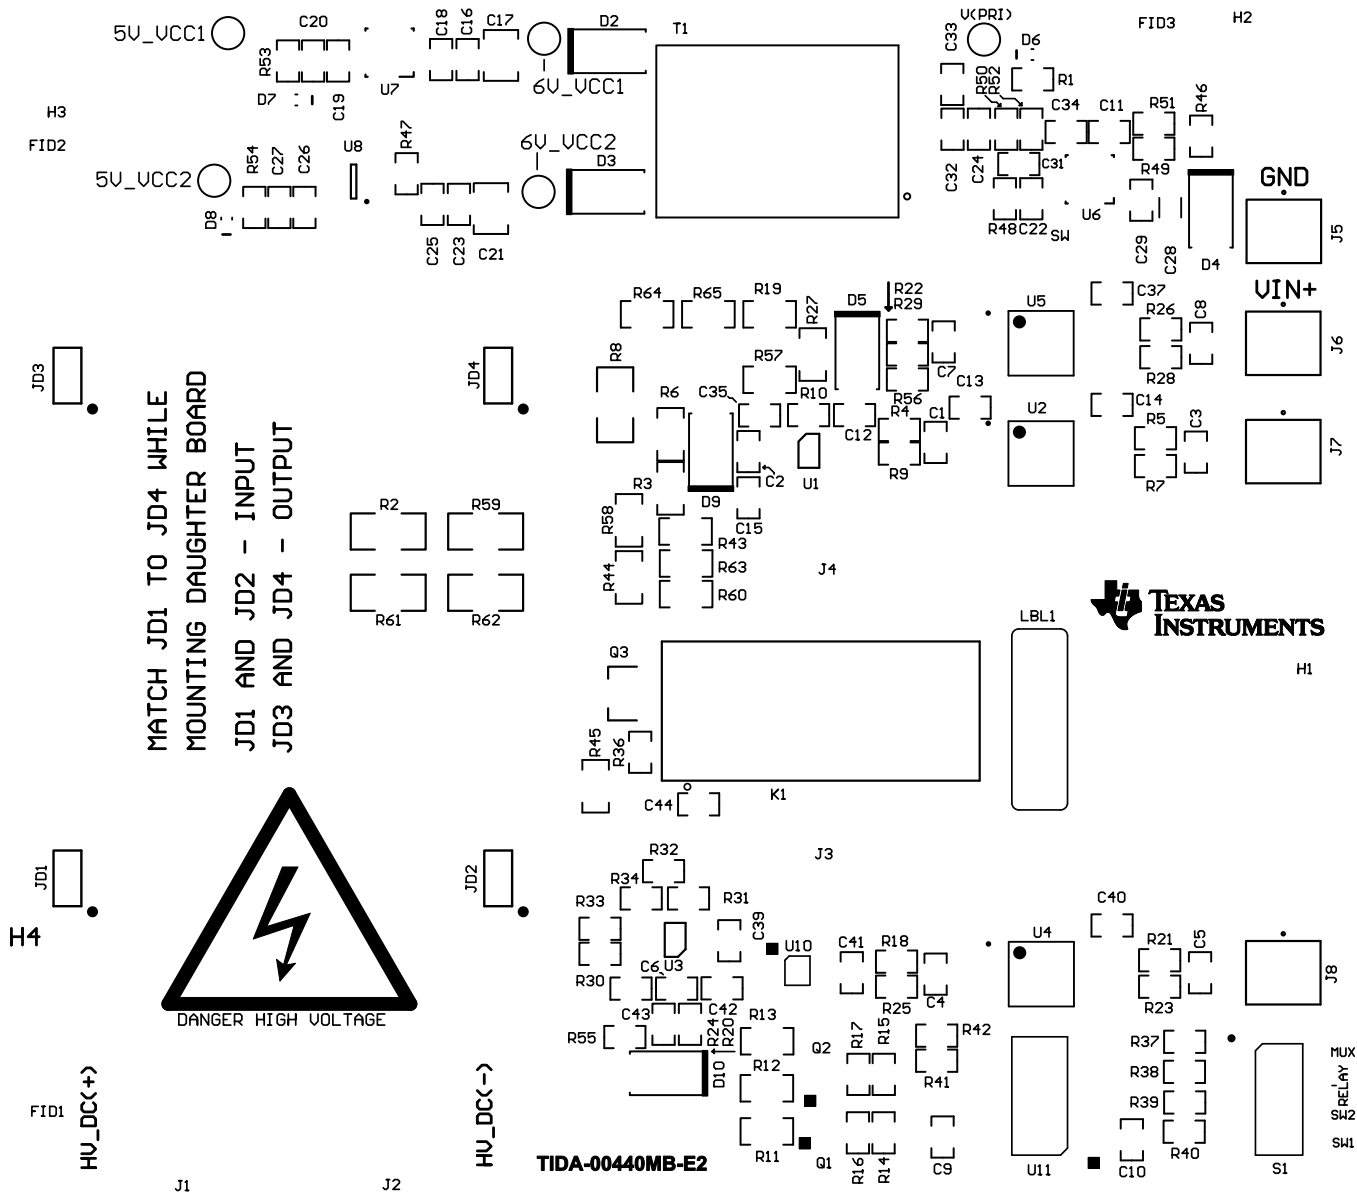 5V_VCC1
R53
C20
D7
C19
U7
C18
C16
C17
D2
6V_VCC1
T1
C33
V(PRI)
D6
R1
R50
R52
FID3
H2
H3
FID2
C34
C11
R51
R46
5V_VCC2
R54
C27
C26
D8
U8
R47
C25
C23
C21
6V_VCC2
D3
C32
C24
C31
R49
R48
C22
SW
U6
C29
C28
D4
GND
J5
R64
R65
R19
R27
D5
R22
R29
U5
C37
VIN+
R26
C8
J6
JD3
JD4
R8
R57
C7
R28
R6
C35
R10
R56
C13
C14
C12
R4
C1
U2
R5
C3
J7
R9
R7
C2
U1
R3
D9
C15
MATCH JD1 TO JD4 WHILE
MOUNTING DAUGHTER BOARD
JD1 AND JD2 - INPUT
JD3 AND JD4 - OUTPUT
R2
R59
R58
R43
R44
R63
R60
J4
R61
R62
TEXAS
INSTRUMENTS
LBL1
Q3
H1
R45
R36
C44
K1
J3
JD1
JD2
R32
R34
R31
R33
C39
H4
U3
U10
C41
R18
C4
U4
C40
R21
C5
J8
C6
R30
C42
R25
R23
DANGER HIGH VOLTAGE
C43
R55
R24
R20
R13
D10
R12
Q2
R17
R15
R42
R41
R37
R38
R39
R40
MUX
RELAY
SW2
SW1
FID1
HV_DC(+)
HV_DC(-)
TIDA-00440MB-E2
R11
Q1
R16
R14
C9
U11
C10
S1
J1
J2